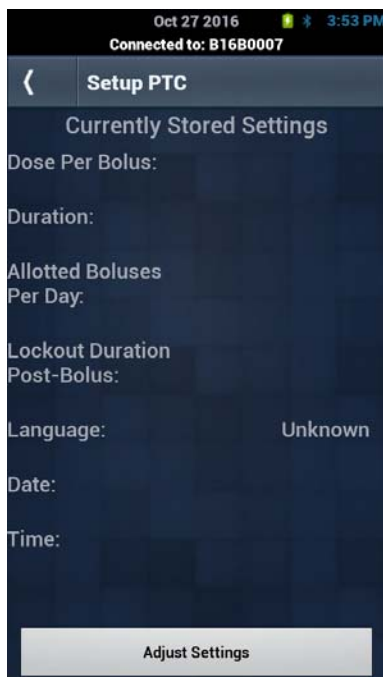 Oct 27 2016 3:53 PM
Connected to: B16B0007
Setup PTC
Currently Stored Settings
Dose Per Bolus:
Duration:
Allotted Boluses
Per Day:
Lockout Duration
Post-Bolus:
Language: Unknown
Date:
Time:
Adjust Settings